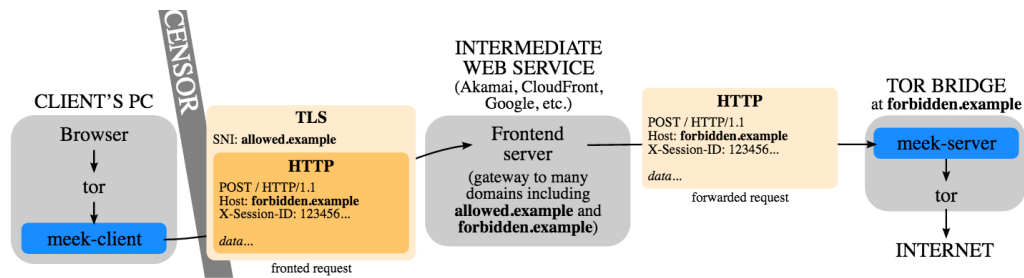 CLIENT'S PC
Browser
tor
meek-client
CENSOR
TLS
SNI: allowed.example
HTTP
POST / HTTP/1.1
Host: forbidden.example
X-Session-ID: 123456...
data...
fronted request
INTERMEDIATE
WEB SERVICE
(Akamai, CloudFront,
Google, etc.)
Frontend
server
(gateway to many
domains including
allowed.example and
forbidden.example)
HTTP
POST / HTTP/1.1
Host: forbidden.example
X-Session-ID: 123456...
data...
forwarded request
TOR BRIDGE
at forbidden.example
meek-server
tor
INTERNET